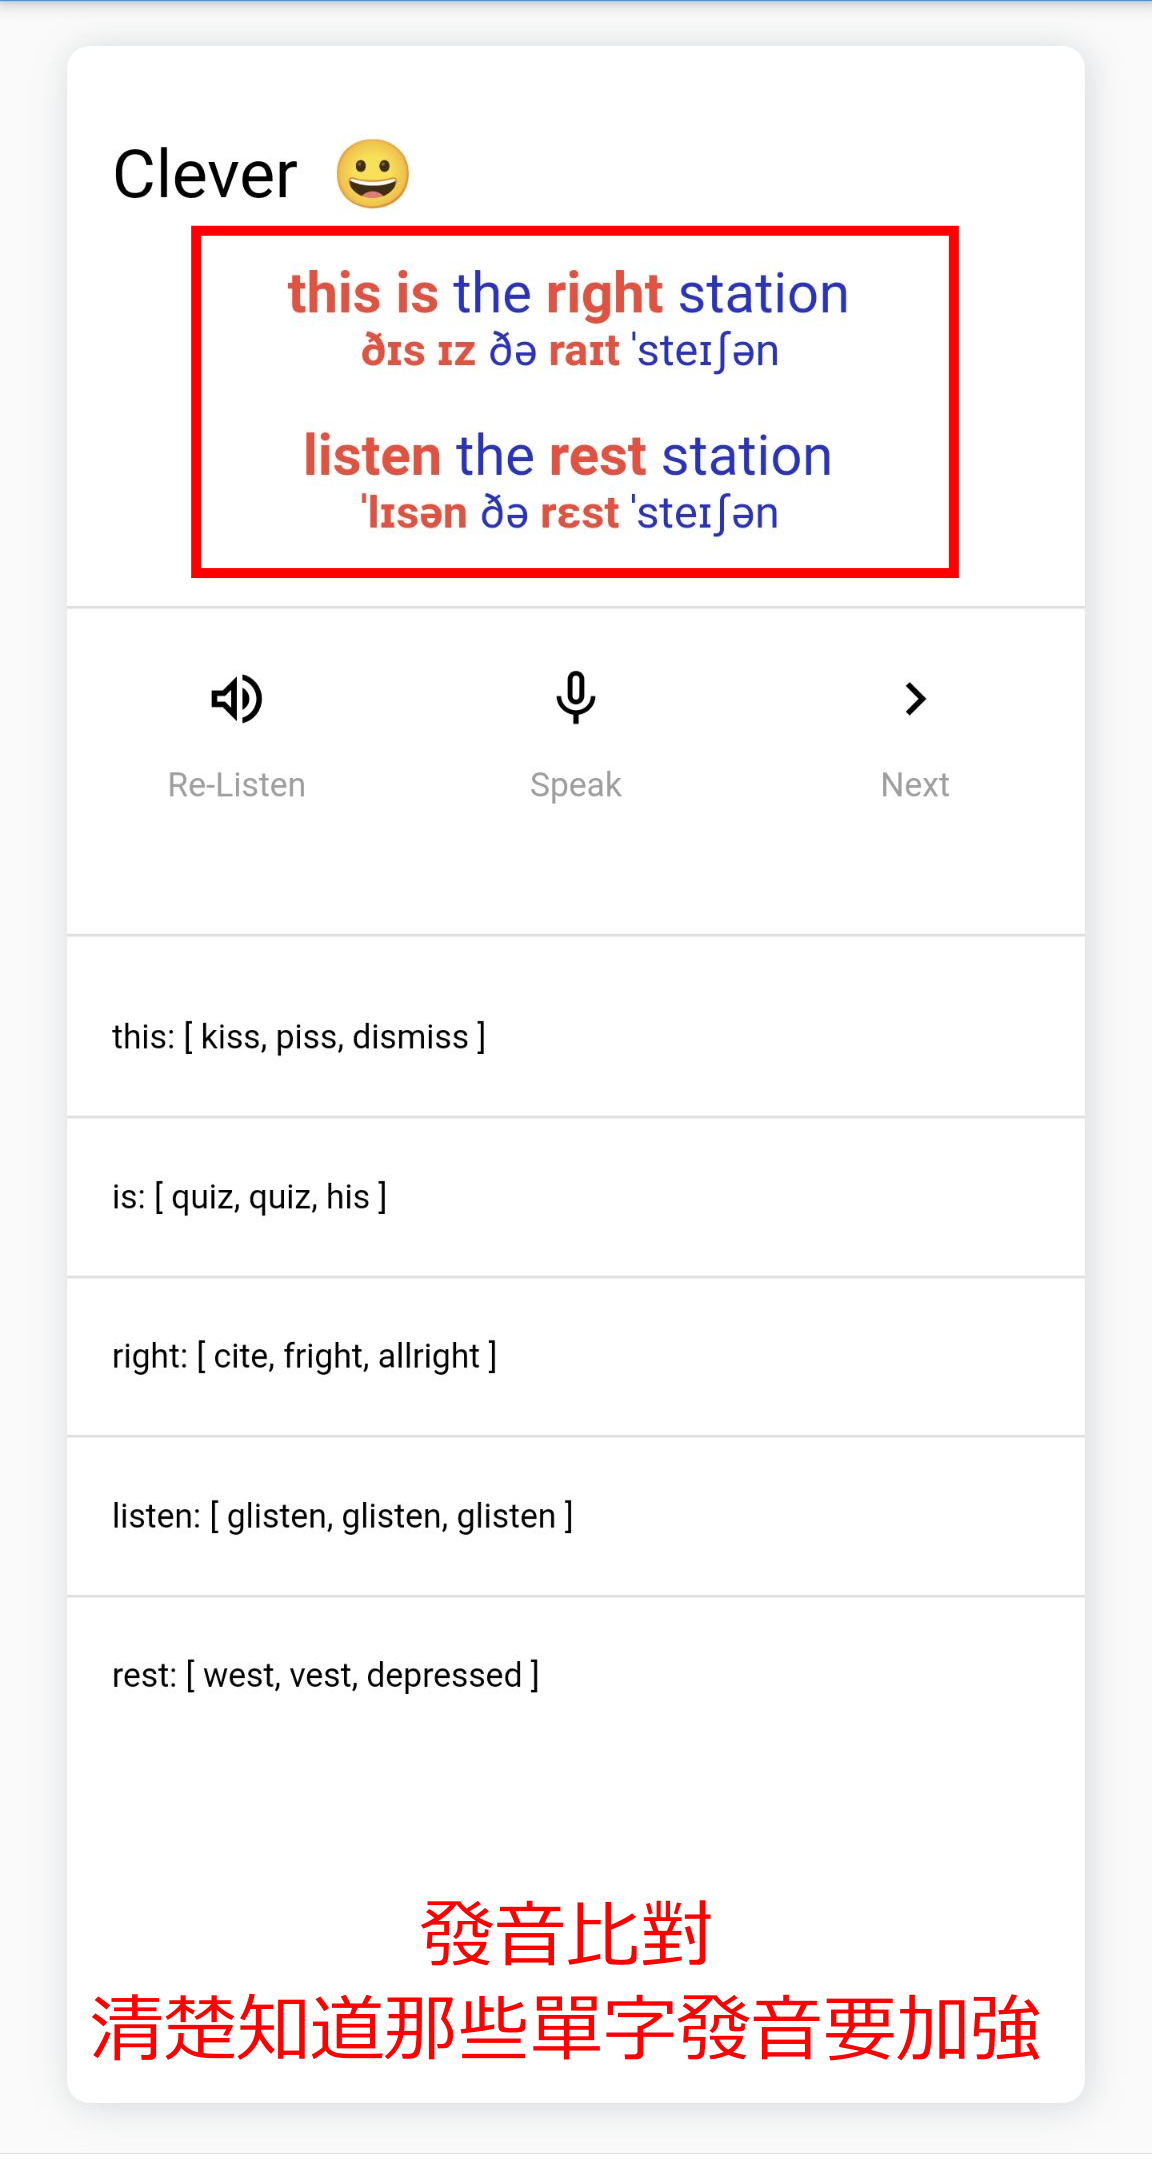 Clever 😀
this is the right station
ðɪs ɪz ðə raɪt ˈsteɪʃən
listen the rest station
ˈlɪsən ðə rɛst ˈsteɪʃən
Re-Listen
Speak
Next
this: [ kiss, piss, dismiss ]
is: [ quiz, quiz, his ]
right: [ cite, fright, allright ]
listen: [ glisten, glisten, glisten ]
rest: [ west, vest, depressed ]
發音比對
清楚知道那些單字發音要加強